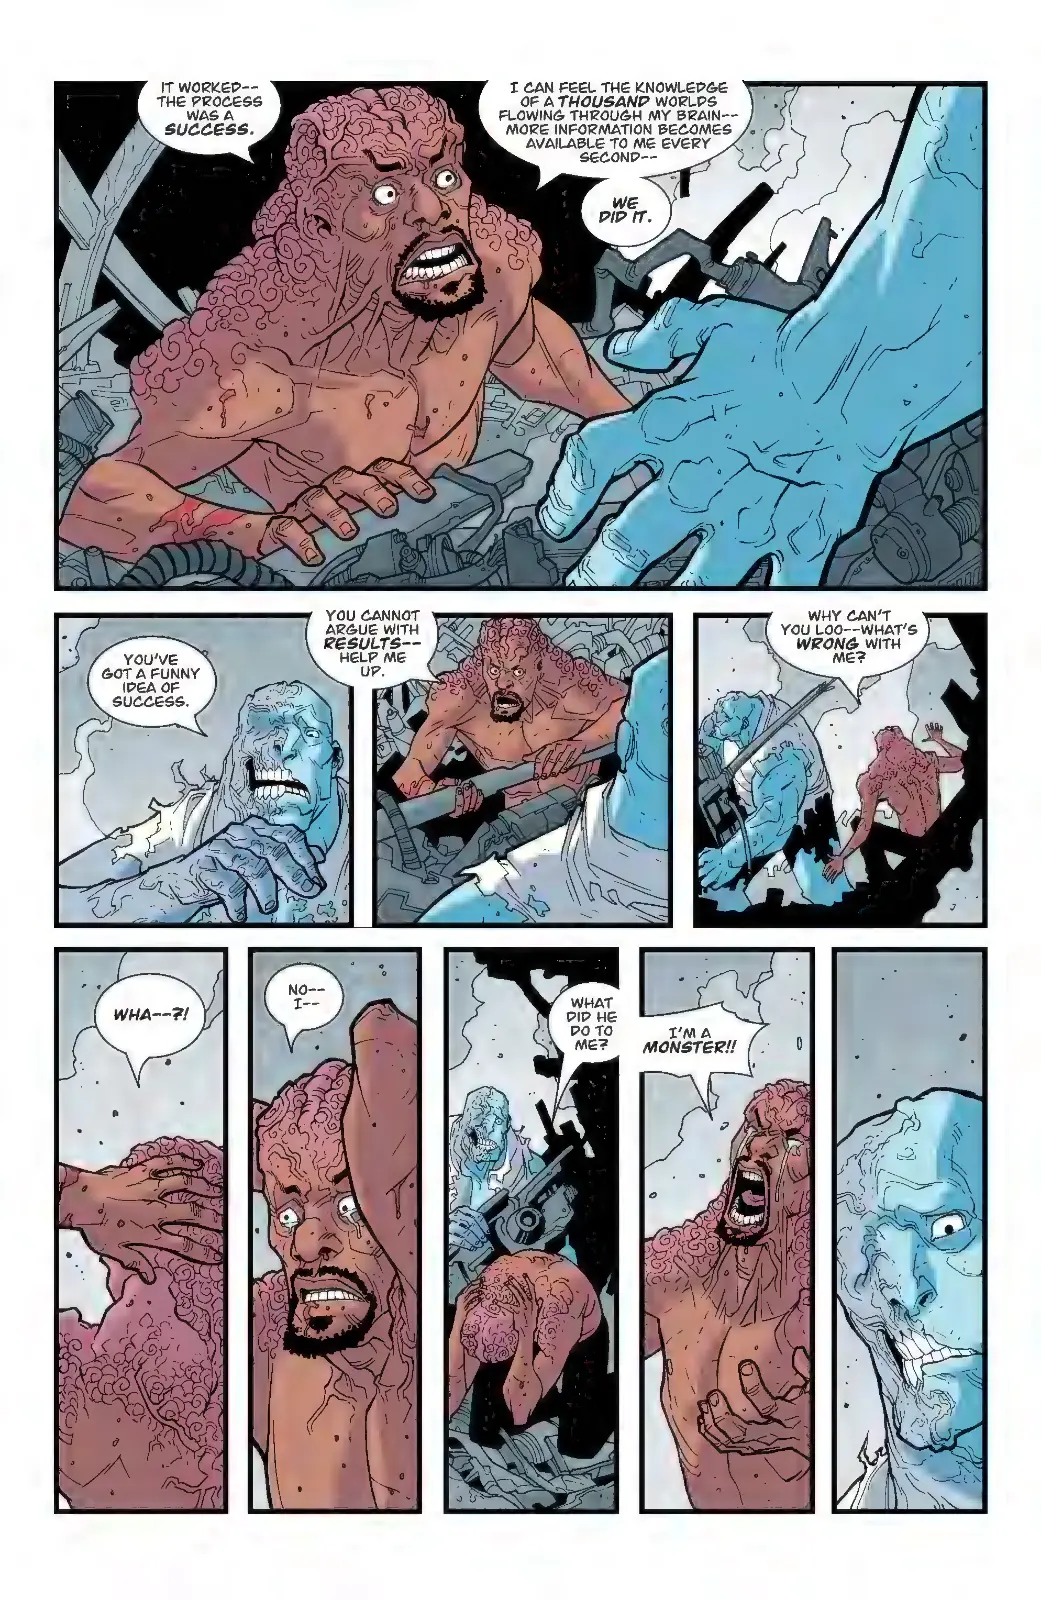 IT WORKED--
THE PROCESS
WAS A
SUCCESS.
I CAN FEEL THE KNOWLEDGE
OF A THOUSAND WORLDS
FLOWING THROUGH MY BRAIN--
MORE INFORMATION BECOMES
AVAILABLE TO ME EVERY
SECOND--
WE
DID IT.
YOU'VE
GOT A FUNNY
IDEA OF
SUCCESS.
YOU CANNOT
ARGUE WITH
RESULTS--
HELP ME
UP.
WHY CAN'T
YOU LOO--WHAT'S
WRONG WITH
ME?
WHA--?!
NO--
I--
WHAT
DID HE
DO TO
ME?
I'M A
MONSTER!!